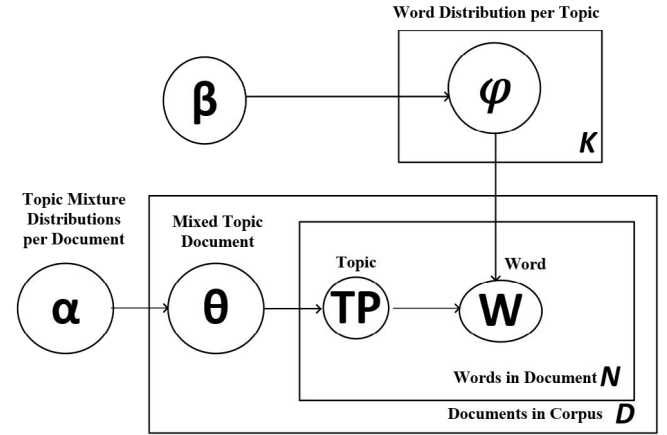 Word Distribution per Topic
β
φ
K
Topic Mixture
Distributions
per Document
Mixed Topic
Document
Topic
Word
α
θ
TP
W
Words in Document N
Documents in Corpus D